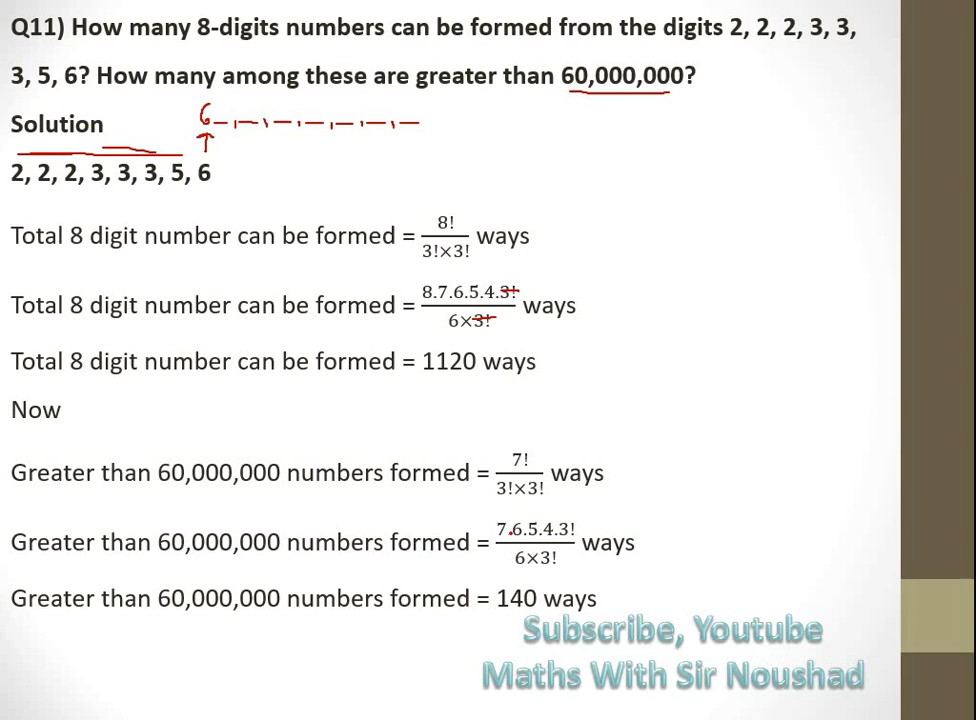 Q11) How many 8-digits numbers can be formed from the digits 2, 2, 2, 3, 3,
3, 5, 6? How many among these are greater than 60,000,000?
Solution
6
2, 2, 2, 3, 3, 3, 5, 6
Total 8 digit number can be formed = 8!/3!×3! ways
Total 8 digit number can be formed = 8.7.6.5.4.3!/6×3! ways
Total 8 digit number can be formed = 1120 ways
Now
Greater than 60,000,000 numbers formed = 7!/3!×3! ways
Greater than 60,000,000 numbers formed = 7.6.5.4.3!/6×3! ways
Greater than 60,000,000 numbers formed = 140 ways
Subscribe, Youtube
Maths With Sir Noushad